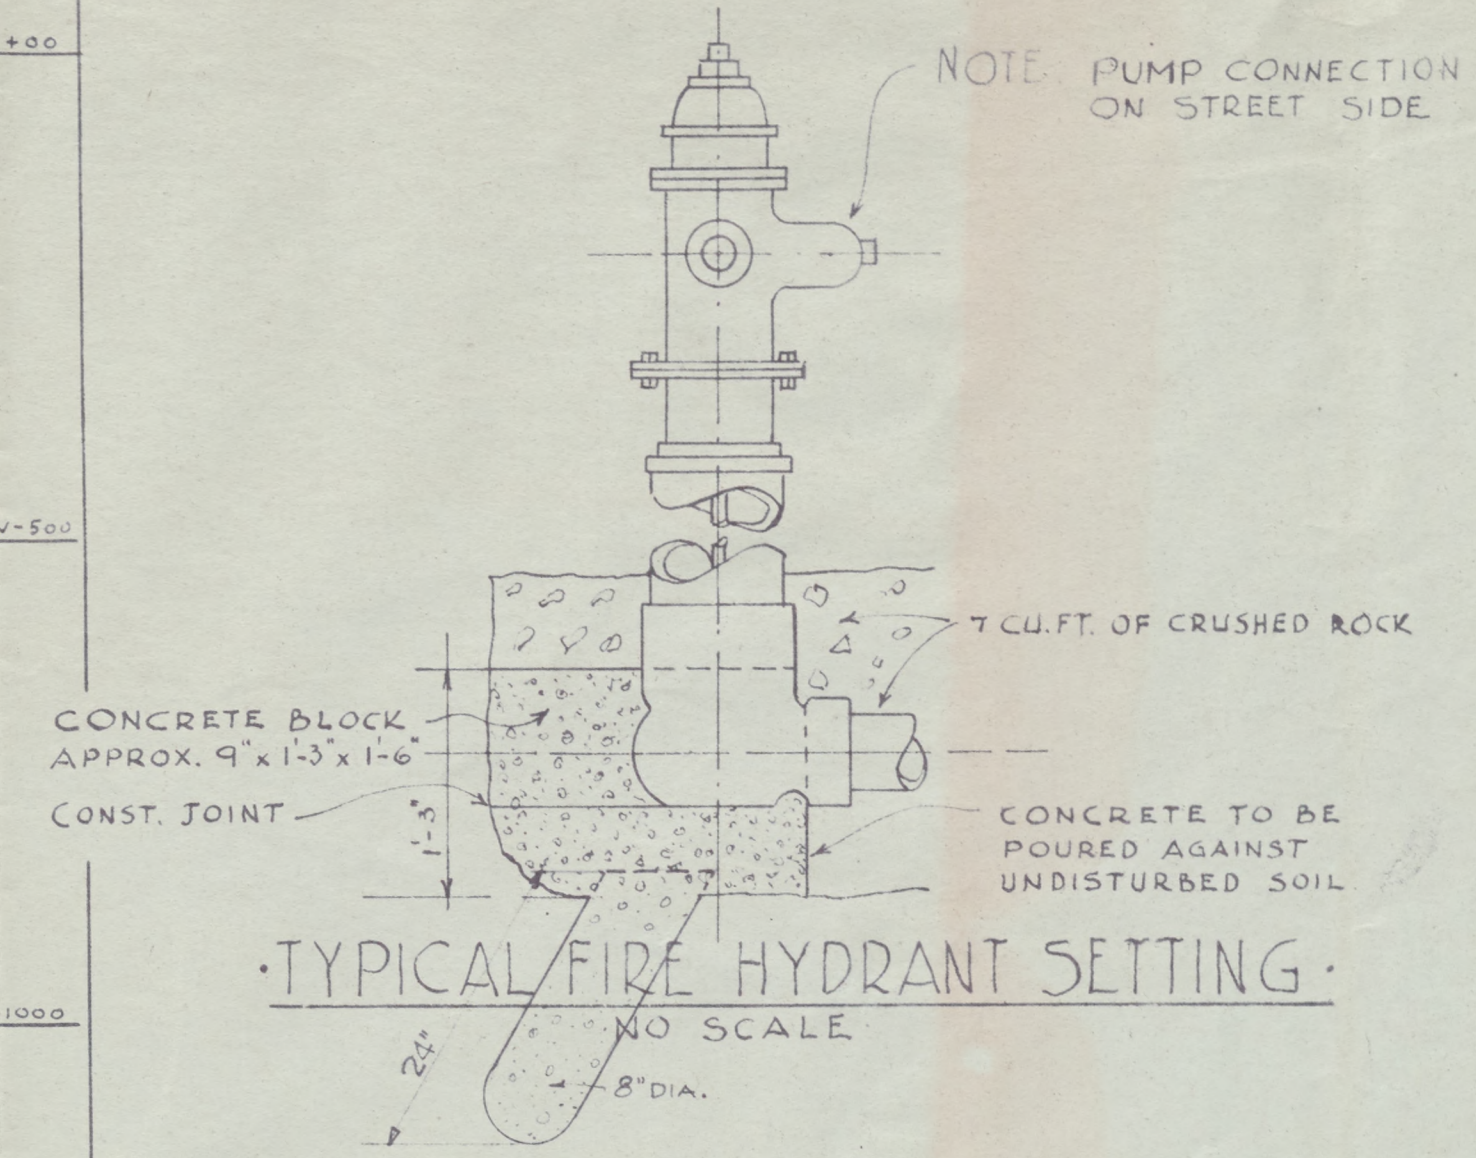 +00
NOTE: PUMP CONNECTION
ON STREET SIDE
V-500
7 CU.FT. OF CRUSHED ROCK
CONCRETE BLOCK
APPROX. 9" x 1'-3" x 1'-6"
CONST. JOINT
1'-3"
CONCRETE TO BE
POURED AGAINST
UNDISTURBED SOIL
·TYPICAL FIRE HYDRANT SETTING·
NO SCALE
1000
24"
8" DIA.